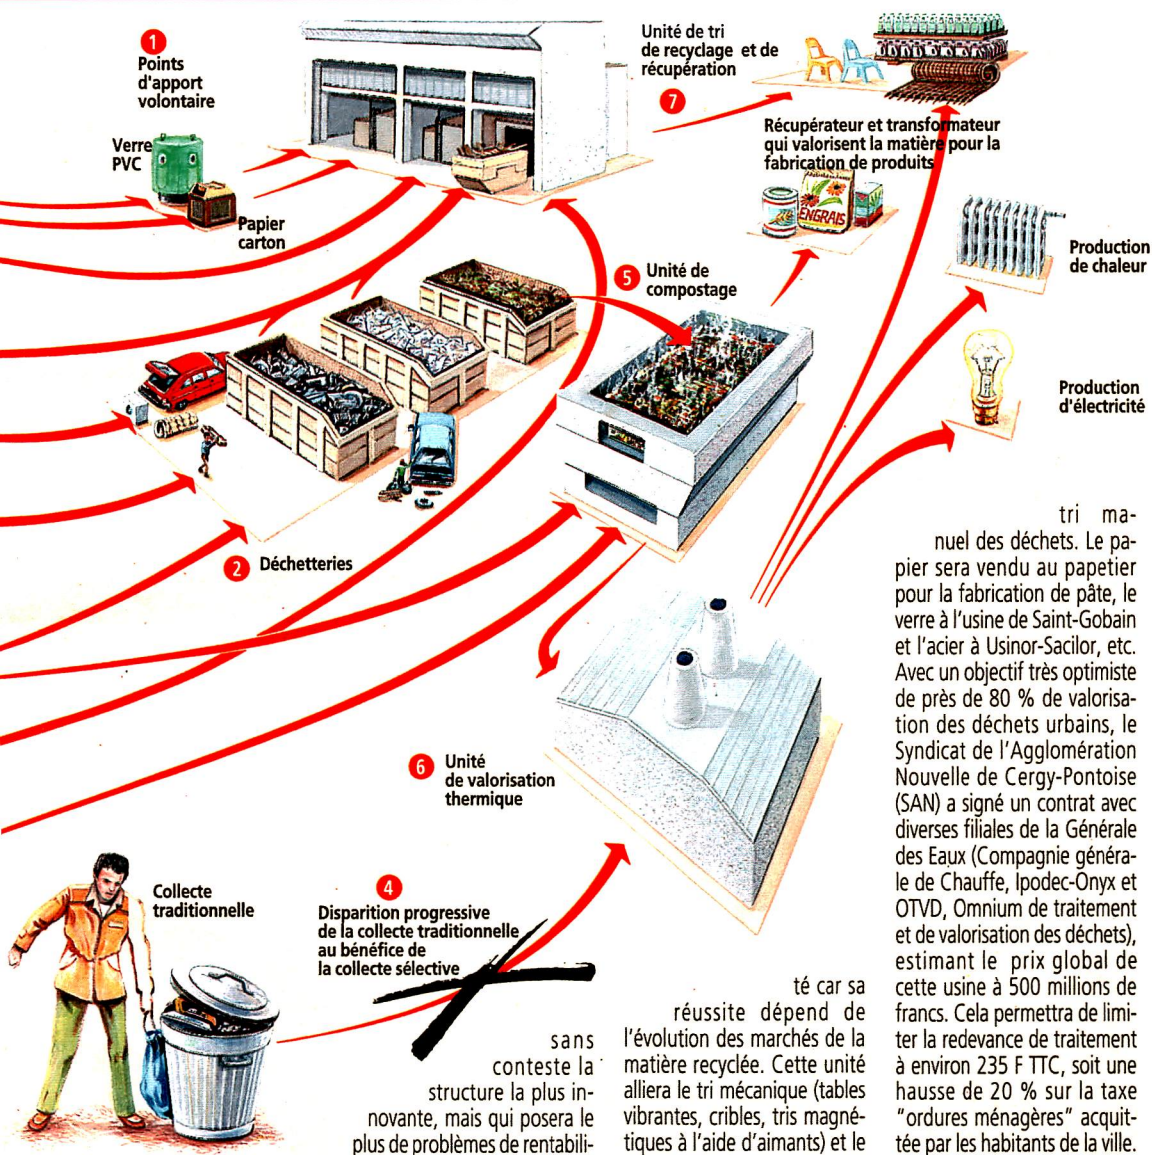 1
Points
d'apport
volontaire
Verre
PVC
Papier
carton
Unité de tri
de recyclage et de
récupération
7
Récupérateur et transformateur
qui valorisent la matière pour la
fabrication de produits
ENGRAIS
Production
de chaleur
5
Unité de
compostage
Production
d'électricité
2
Déchetteries
6
Unité
de valorisation
thermique
Collecte
traditionnelle
4
Disparition progressive
de la collecte traditionnelle
au bénéfice de
la collecte sélective
sans
conteste la
structure la plus in-
novante, mais qui posera le
plus de problèmes de rentabili-
té car sa
réussite dépend de
l'évolution des marchés de la
matière recyclée. Cette unité
alliera le tri mécanique (tables
vibrantes, cribles, tris magné-
tiques à l'aide d'aimants) et le
tri ma-
nuel des déchets. Le pa-
pier sera vendu au papetier
pour la fabrication de pâte, le
verre à l'usine de Saint-Gobain
et l'acier à Usinor-Sacilor, etc.
Avec un objectif très optimiste
de près de 80 % de valorisa-
tion des déchets urbains, le
Syndicat de l'Agglomération
Nouvelle de Cergy-Pontoise
(SAN) a signé un contrat avec
diverses filiales de la Générale
des Eaux (Compagnie généra-
le de Chauffe, Ipodec-Onyx et
OTVD, Omnium de traitement
et de valorisation des déchets),
estimant le prix global de
cette usine à 500 millions de
francs. Cela permettra de limi-
ter la redevance de traitement
à environ 235 F TTC, soit une
hausse de 20 % sur la taxe
"ordures ménagères" acquit-
tée par les habitants de la ville.